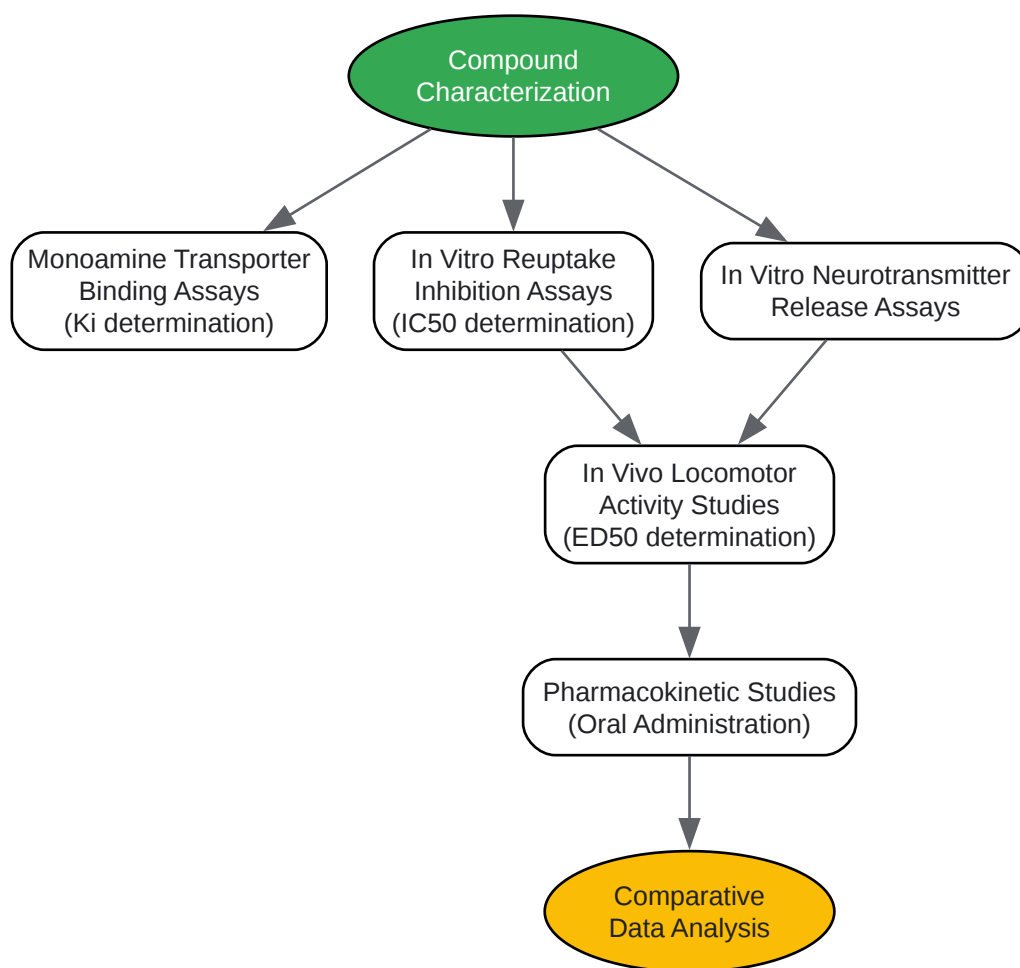 Compound
Characterization
Monoamine Transporter
Binding Assays
(Ki determination)
In Vitro Reuptake
Inhibition Assays
(IC50 determination)
In Vitro Neurotransmitter
Release Assays
In Vivo Locomotor
Activity Studies
(ED50 determination)
Pharmacokinetic Studies
(Oral Administration)
Comparative
Data Analysis